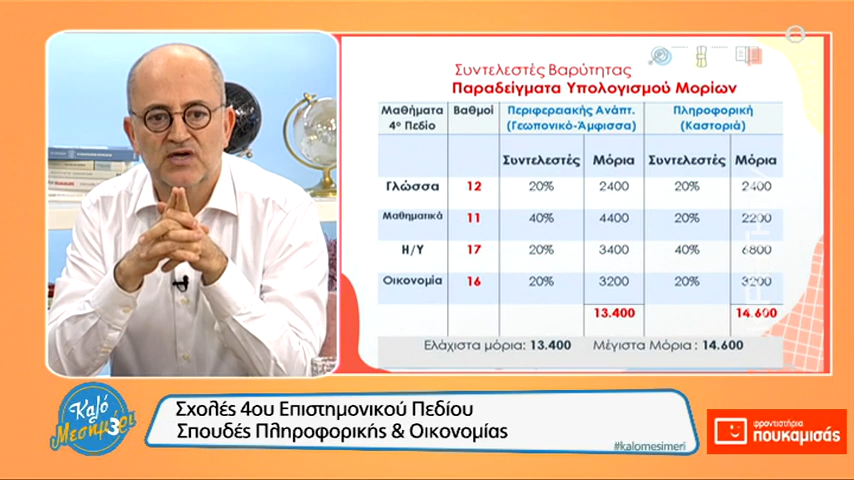 Συντελεστές Βαρύτητας
Παραδείγματα Υπολογισμού Μορίων
Μαθήματα 4ο Πεδίο Βαθμοί Περιφερειακής Ανάπτ. (Γεωπονικό-Άμφισσα) Πληροφορική (Καστοριά)
Συντελεστές Μόρια Συντελεστές Μόρια
Γλώσσα 12 20% 2400 20% 2400
Μαθηματικά 11 40% 4400 20% 2200
Η/Υ 17 20% 3400 40% 6800
Οικονομία 16 20% 3200 20% 3200
13.400 14.600
Ελάχιστα μόρια: 13.400 Μέγιστα Μόρια : 14.600
Καλό
Μεσημέρι
3
Σχολές 4ου Επιστημονικού Πεδίου
Σπουδές Πληροφορικής & Οικονομίας
#kalomesimeri
φροντιστήρια
πουκαμισάς